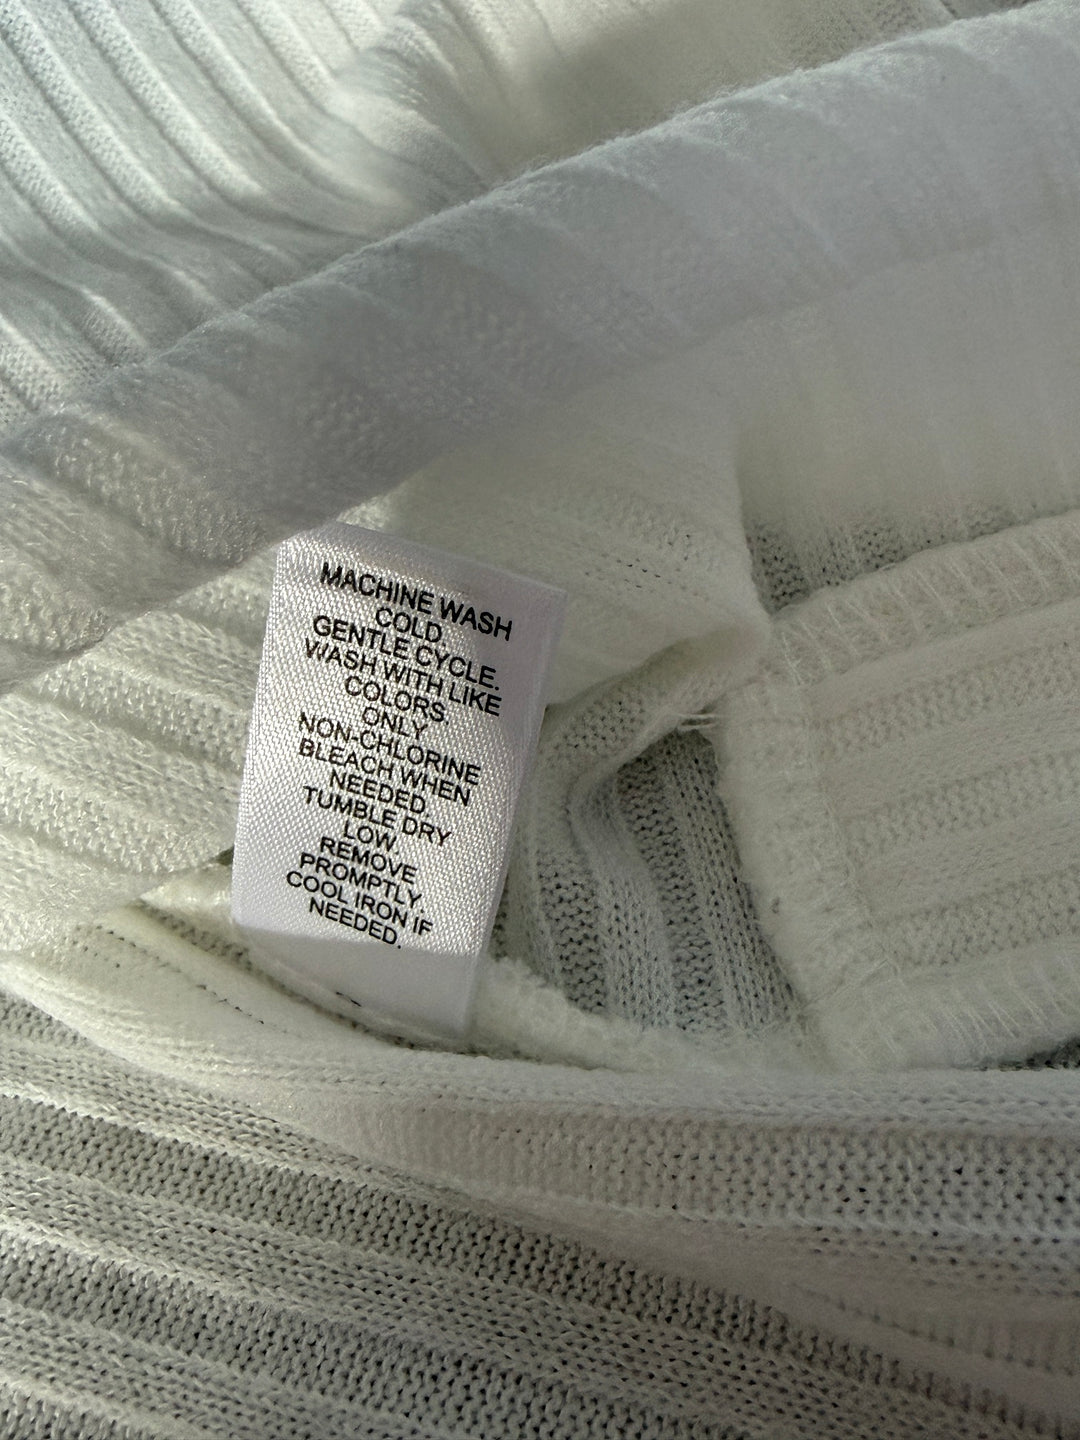 MACHINE WASH
COLD
GENTLE CYCLE.
WASH WITH LIKE
COLORS
ONLY
NON-CHLORINE
BLEACH WHEN
NEEDED
TUMBLE DRY
LOW
REMOVE
PROMPTLY.
COOL IRON IF
NEEDED.